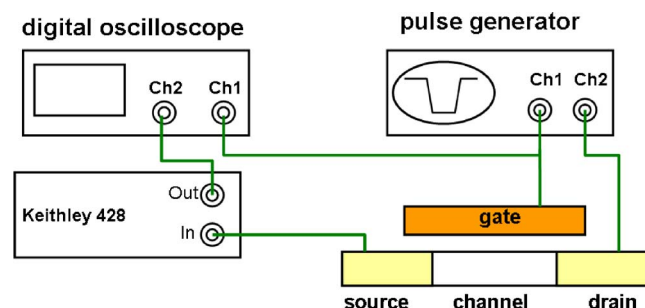 digital oscilloscope
pulse generator
Ch2 Ch1
Ch1 Ch2
Keithley 428
Out
In
gate
source channel drain